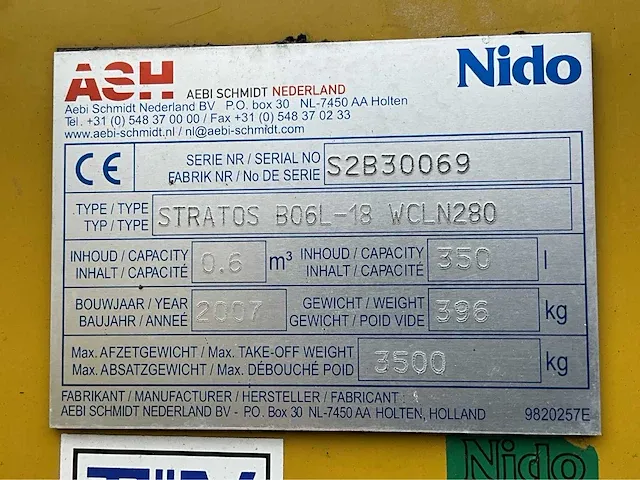 ASH AEBI SCHMIDT NEDERLAND Nido
Aebi Schmidt Nederland BV P.O. box 30 NL-7450 AA Holten
Tel. +31 (0) 548 37 00 00 / Fax +31 (0) 548 37 02 33
www.aebi-schmidt.nl / nl@aebi-schmidt.com
CE
SERIE NR / SERIAL NO
FABRIK NR / No DE SERIE
S2B30069
TYPE / TYPE
TYP / TYPE
STRATOS B06L-18 WCLN280
INHOUD / CAPACITY
INHALT / CAPACITÉ
0.6 m³
INHOUD / CAPACITY
INHALT / CAPACITÉ
350 l
BOUWJAAR / YEAR
BAUJAHR / ANNEÉ
2007
GEWICHT / WEIGHT
GEWICHT / POID VIDE
396 kg
Max. AFZETGEWICHT / Max. TAKE-OFF WEIGHT
Max. ABSATZGEWICHT / Max. DÉBOUCHÉ POID
3500 kg
FABRIKANT / MANUFACTURER / HERSTELLER / FABRICANT :
AEBI SCHMIDT NEDERLAND BV - P.O. Box 30 NL-7450 AA HOLTEN, HOLLAND 9820257E
Nido